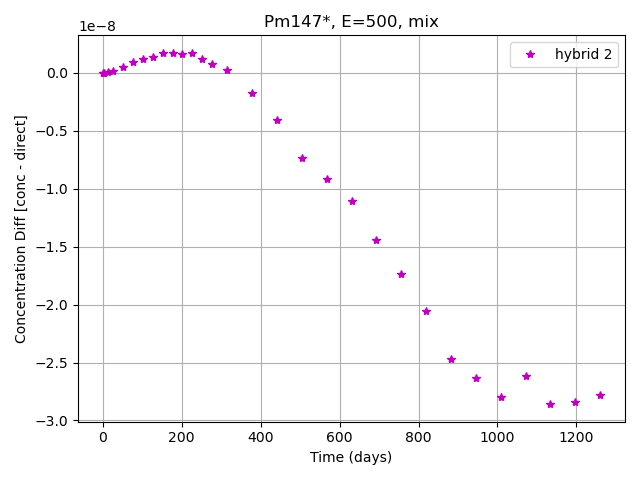 Pm147*, E=500, mix
1e−8
hybrid 2
0.0
−0.5
−1.0
−1.5
−2.0
−2.5
−3.0
Concentration Diff [conc - direct]
0 200 400 600 800 1000 1200
Time (days)